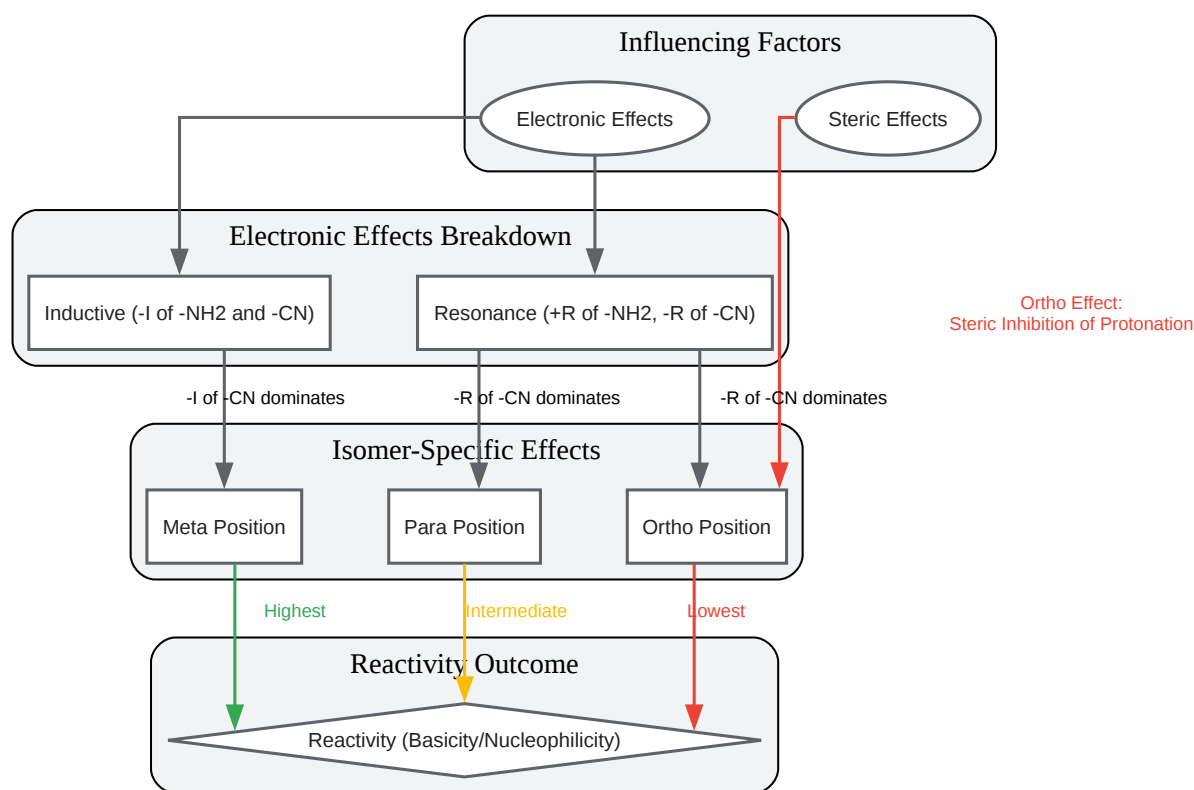 Influencing Factors
Electronic Effects
Steric Effects
Electronic Effects Breakdown
Inductive (-I of -NH2 and -CN)
Resonance (+R of -NH2, -R of -CN)
Ortho Effect:
Steric Inhibition of Protonation
-I of -CN dominates
-R of -CN dominates
-R of -CN dominates
Isomer-Specific Effects
Meta Position
Para Position
Ortho Position
Highest
Intermediate
Lowest
Reactivity Outcome
Reactivity (Basicity/Nucleophilicity)